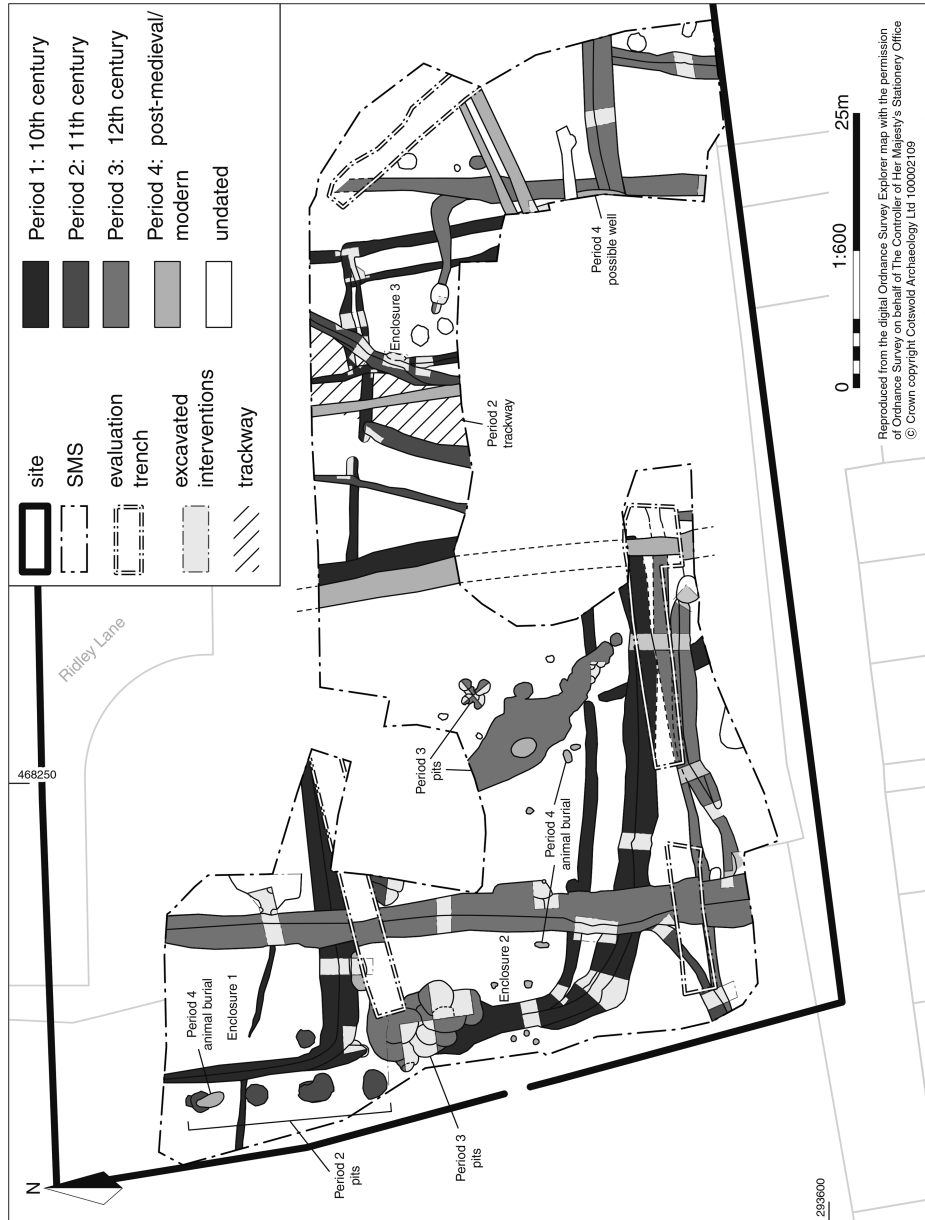 N
468250
Ridley Lane
site
SMS
evaluation
trench
excavated
interventions
trackway
Period 1: 10th century
Period 2: 11th century
Period 3: 12th century
Period 4: post-medieval/
modern
undated
Period 4
animal burial
Enclosure 1
Period 2
pits
Period 3
pits
Enclosure 2
Period 4
animal burial
Period 3
pits
Period 2
trackway
Enclosure 3
Period 4
possible well
0
1:600
25m
Reproduced from the digital Ordnance Survey Explorer map with the permission
of Ordnance Survey on behalf of The Controller of Her Majesty's Stationery Office
© Crown copyright Cotswold Archaeology Ltd 100002109
293600